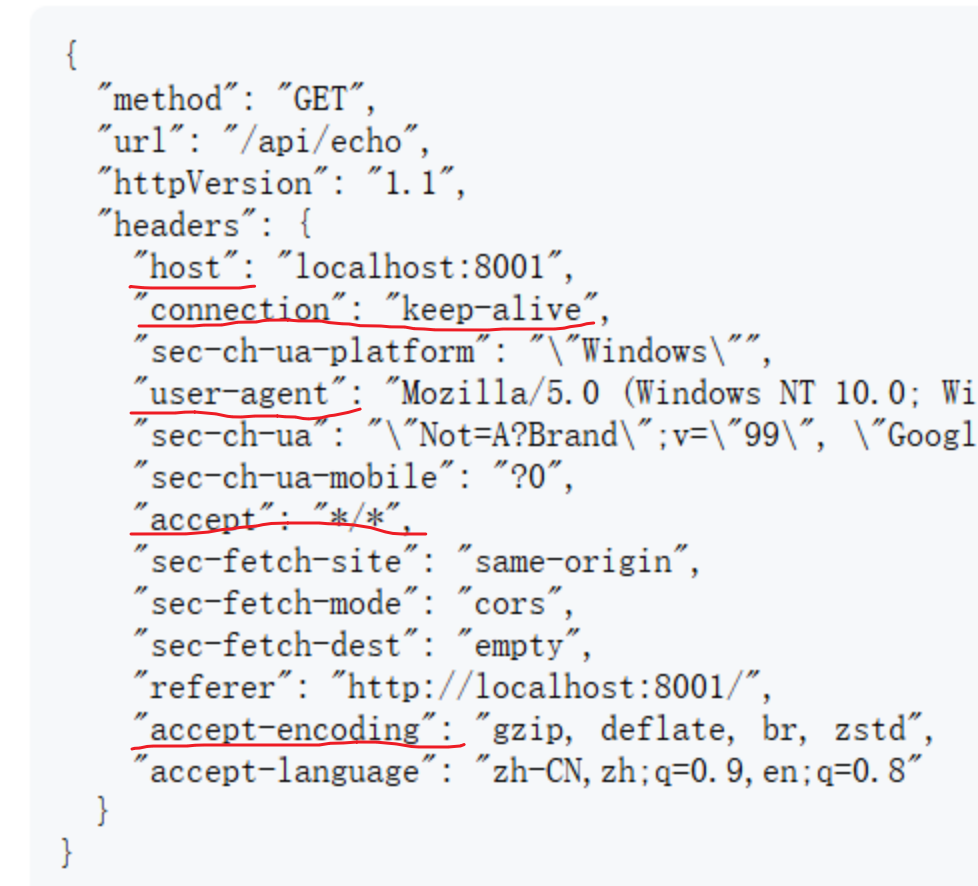 {
"method": "GET",
"url": "/api/echo",
"httpVersion": "1.1",
"headers": {
"host": "localhost:8001",
"connection": "keep-alive",
"sec-ch-ua-platform": "\"Windows\"",
"user-agent": "Mozilla/5.0 (Windows NT 10.0; Wi
"sec-ch-ua": "\"Not=A?Brand\";v=\"99\", \"Googl
"sec-ch-ua-mobile": "?0",
"accept": "*/*",
"sec-fetch-site": "same-origin",
"sec-fetch-mode": "cors",
"sec-fetch-dest": "empty",
"referer": "http://localhost:8001/",
"accept-encoding": "gzip, deflate, br, zstd",
"accept-language": "zh-CN,zh;q=0.9,en;q=0.8"
}
}